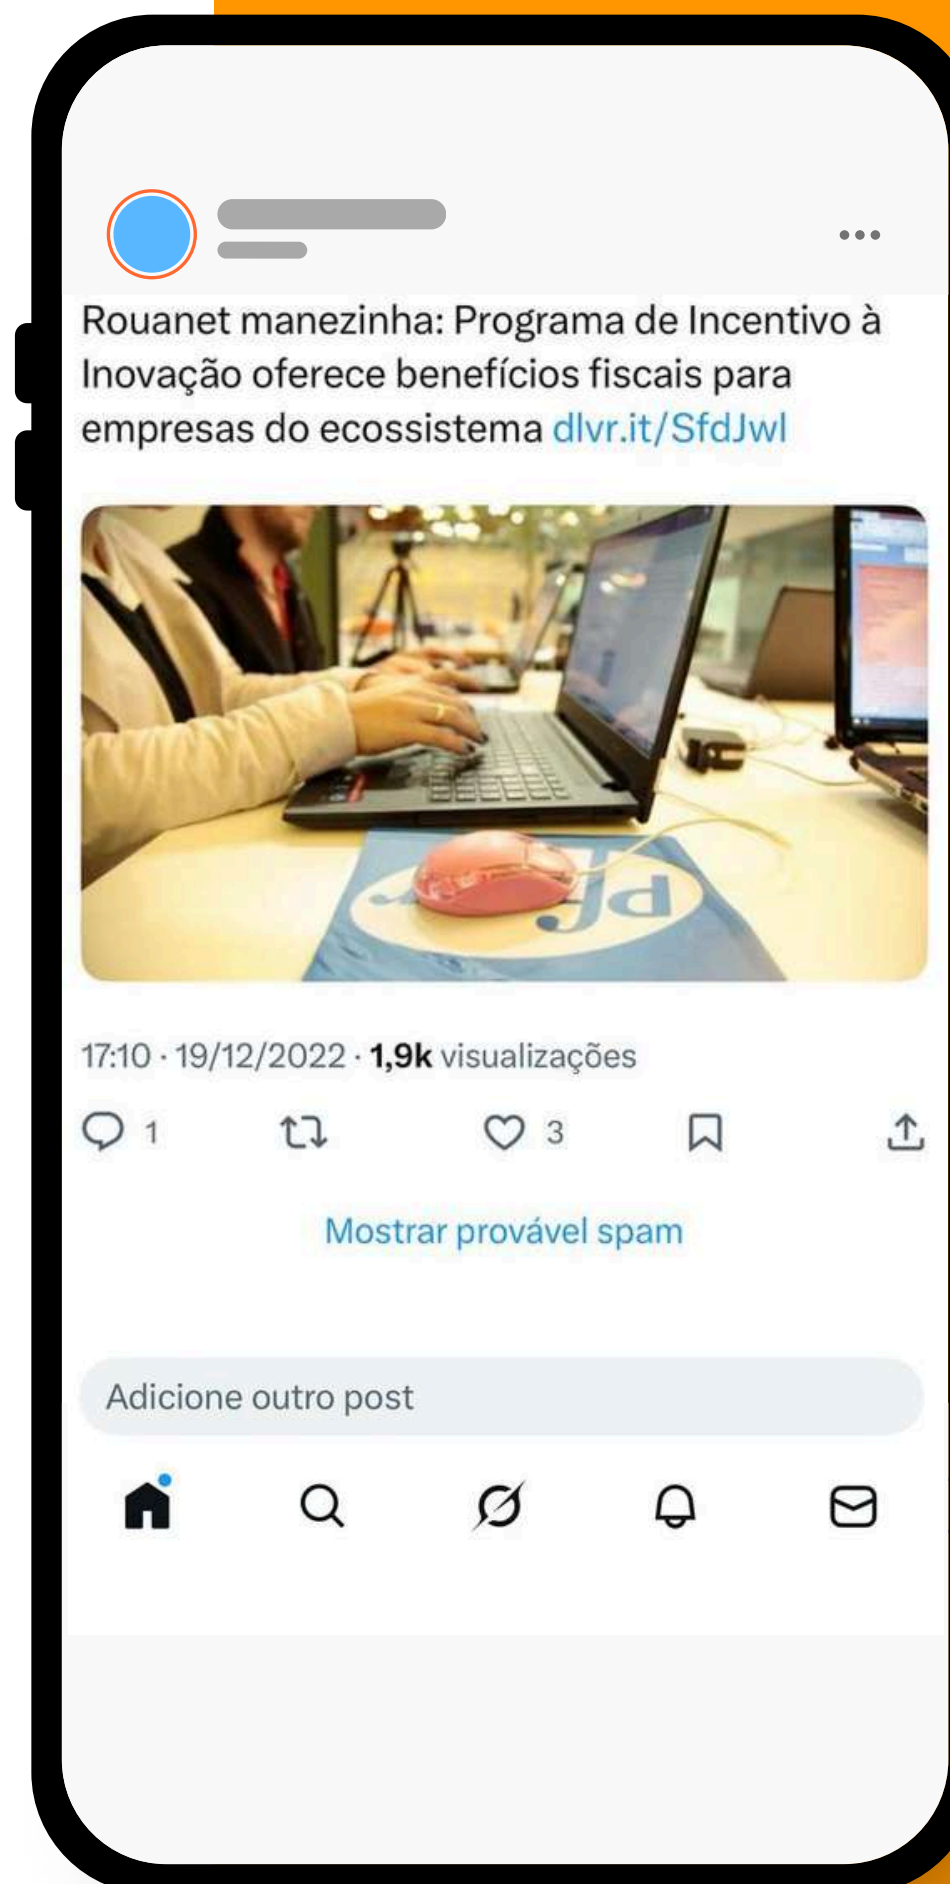 Rouanet manezinha: Programa de Incentivo à
Inovação oferece benefícios fiscais para
empresas do ecossistema dlvr.it/SfdJwl
pf
17:10 · 19/12/2022 · 1,9k visualizações
1 3
Mostrar provável spam
Adicione outro post